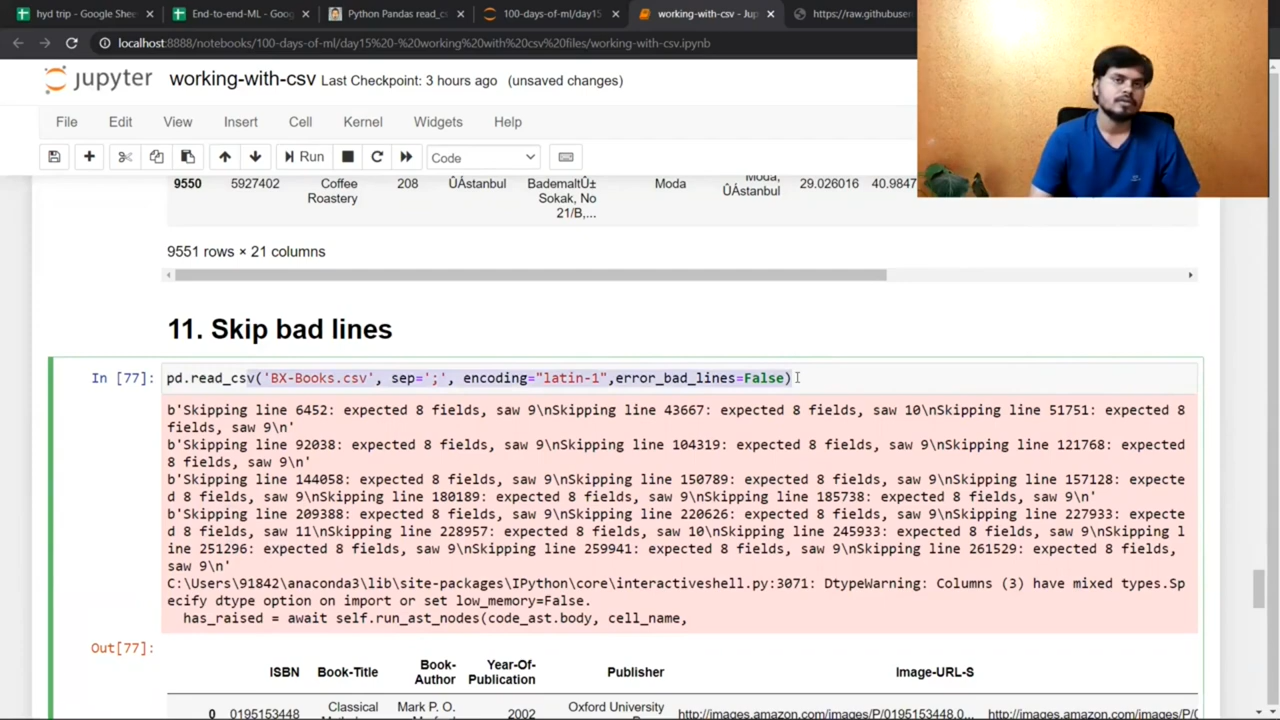 hyd trip - Google Shee
End-to-end-ML - Goog
Python Pandas read_c
100-days-of-ml/day15
working-with-csv - Jup
https://raw.githubuser
localhost:8888/notebooks/100-days-of-ml/day15%20-%20working%20with%20csv%20files/working-with-csv.ipynb
jupyter working-with-csv Last Checkpoint: 3 hours ago (unsaved changes)
File Edit View Insert Cell Kernel Widgets Help
Run Code
9550 5927402 Coffee Roastery 208 ÛÁstanbul BademaltÛ± Sokak, No 21/B,... Moda Moda, ÛÁstanbul 29.026016 40.9847
9551 rows × 21 columns
11. Skip bad lines
In [77]: pd.read_csv('BX-Books.csv', sep=';', encoding="latin-1",error_bad_lines=False)
b'Skipping line 6452: expected 8 fields, saw 9\nSkipping line 43667: expected 8 fields, saw 10\nSkipping line 51751: expected 8
fields, saw 9\n'
b'Skipping line 92038: expected 8 fields, saw 9\nSkipping line 104319: expected 8 fields, saw 9\nSkipping line 121768: expected
8 fields, saw 9\n'
b'Skipping line 144058: expected 8 fields, saw 9\nSkipping line 150789: expected 8 fields, saw 9\nSkipping line 157128: expecte
d 8 fields, saw 9\nSkipping line 180189: expected 8 fields, saw 9\nSkipping line 185738: expected 8 fields, saw 9\n'
b'Skipping line 209388: expected 8 fields, saw 9\nSkipping line 220626: expected 8 fields, saw 9\nSkipping line 227933: expecte
d 8 fields, saw 11\nSkipping line 228957: expected 8 fields, saw 10\nSkipping line 245933: expected 8 fields, saw 9\nSkipping l
ine 251296: expected 8 fields, saw 9\nSkipping line 259941: expected 8 fields, saw 9\nSkipping line 261529: expected 8 fields,
saw 9\n'
C:\Users\91842\anaconda3\lib\site-packages\IPython\core\interactiveshell.py:3071: DtypeWarning: Columns (3) have mixed types.Sp
ecify dtype option on import or set low_memory=False.
has_raised = await self.run_ast_nodes(code_ast.body, cell_name,
Out[77]:
ISBN Book-Title Book-Author Year-Of-Publication Publisher Image-URL-S
0 0195153448 Classical Mark P. O. 2002 Oxford University http://images.amazon.com/images/P/0195153448.0... http://images.amazon.com/images/P/0